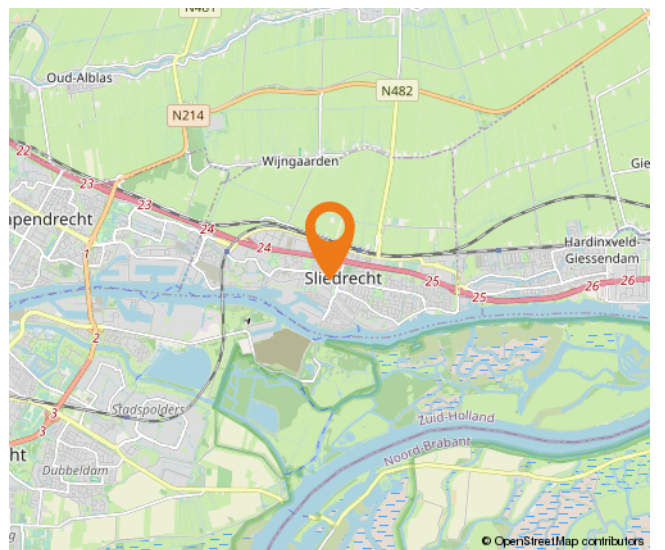 N481
Oud-Alblas
N482
N214
22
Wijngaarden
23
Gie
23
apendrecht
24
24
1
Hardinxveld-
Giessendam
Sliedrecht
25
25
26
26
2
Stadspolders
3
Zuid-Holland
3
Noord-Brabant
cht
Dubbeldam
g
© OpenStreetMap contributors